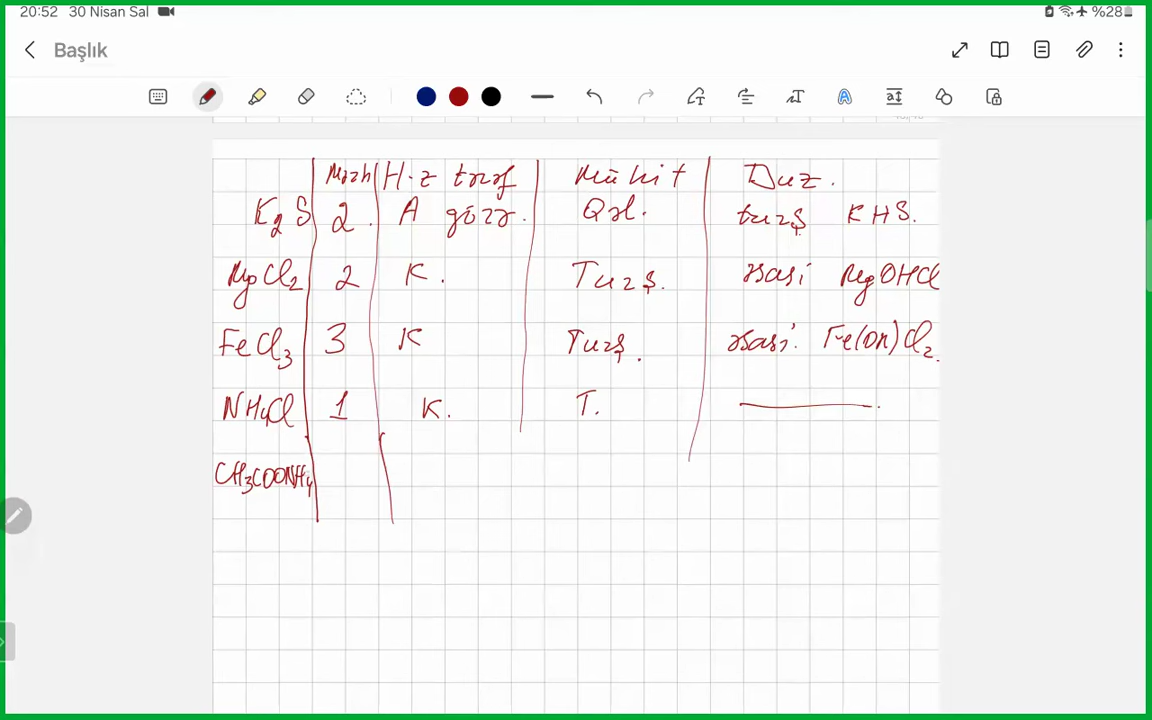 20:52 30 Nisan Sal %28
Başlık
Mərh H-z tərəf Mühit Duz.
K2S 2. A görə. Qəl. turş KHS.
MgCl2 2 K. Turş. əsasi MgOHCl
FeCl3 3 K Turş. əsasi. Fe(OH)Cl2.
NH4Cl 1 K. T.
CH3COONH4